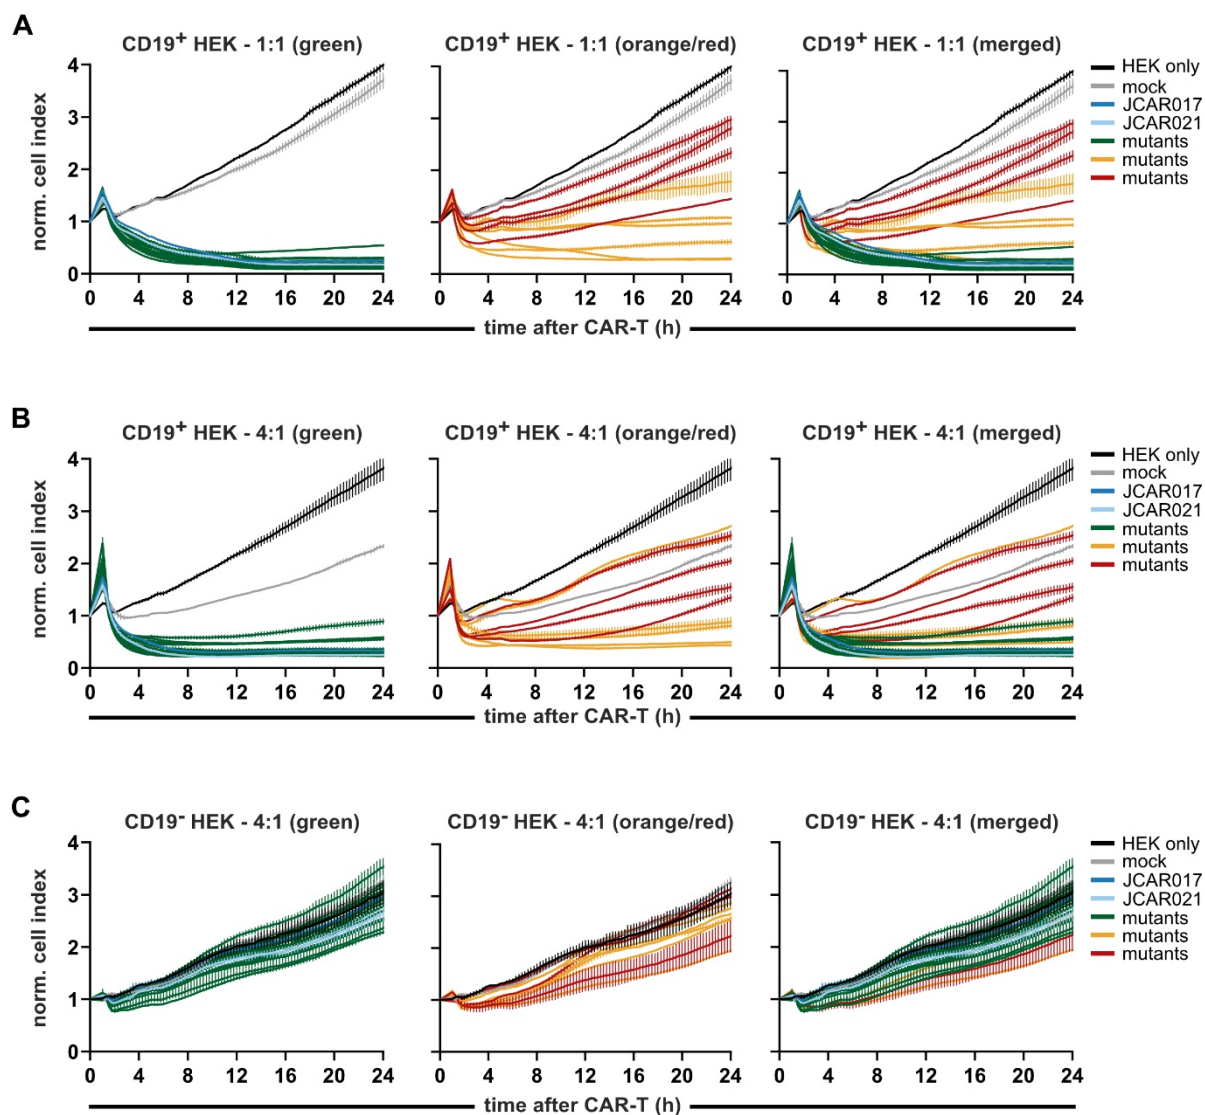 A
CD19+ HEK - 1:1 (green)
CD19+ HEK - 1:1 (orange/red)
CD19+ HEK - 1:1 (merged)
norm. cell index
4
3
2
1
0
0 4 8 12 16 20 24
0 4 8 12 16 20 24
0 4 8 12 16 20 24
time after CAR-T (h)
HEK only
mock
JCAR017
JCAR021
mutants
mutants
mutants
B
CD19+ HEK - 4:1 (green)
CD19+ HEK - 4:1 (orange/red)
CD19+ HEK - 4:1 (merged)
norm. cell index
4
3
2
1
0
0 4 8 12 16 20 24
0 4 8 12 16 20 24
0 4 8 12 16 20 24
time after CAR-T (h)
HEK only
mock
JCAR017
JCAR021
mutants
mutants
mutants
C
CD19- HEK - 4:1 (green)
CD19- HEK - 4:1 (orange/red)
CD19- HEK - 4:1 (merged)
norm. cell index
4
3
2
1
0
0 4 8 12 16 20 24
0 4 8 12 16 20 24
0 4 8 12 16 20 24
time after CAR-T (h)
HEK only
mock
JCAR017
JCAR021
mutants
mutants
mutants